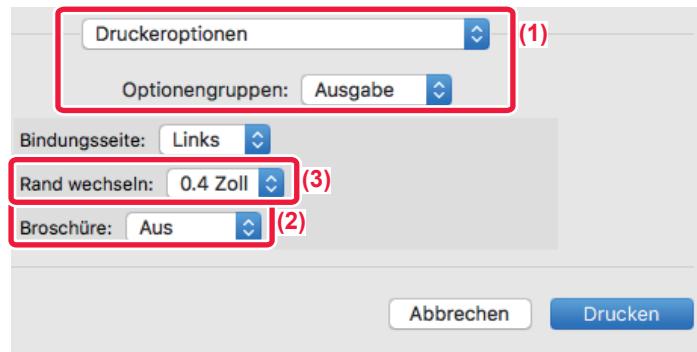 Druckeroptionen (1)
Optionengruppen: Ausgabe
Bindungsseite: Links
Rand wechseln: 0.4 Zoll (3)
Broschüre: Aus (2)
Abbrechen Drucken